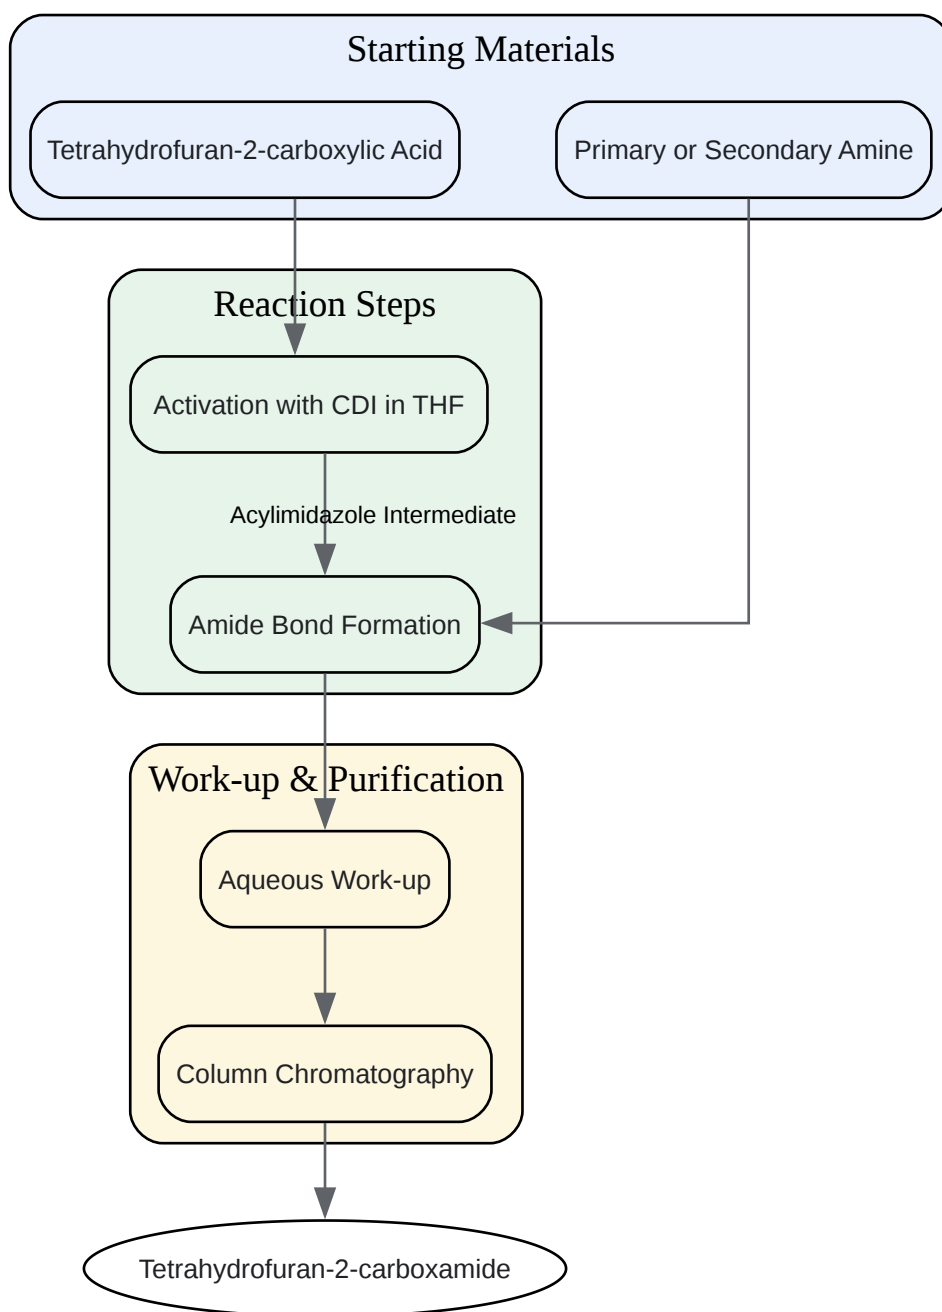 Starting Materials
Tetrahydrofuran-2-carboxylic Acid
Primary or Secondary Amine
Reaction Steps
Activation with CDI in THF
Acylimidazole Intermediate
Amide Bond Formation
Work-up & Purification
Aqueous Work-up
Column Chromatography
Tetrahydrofuran-2-carboxamide